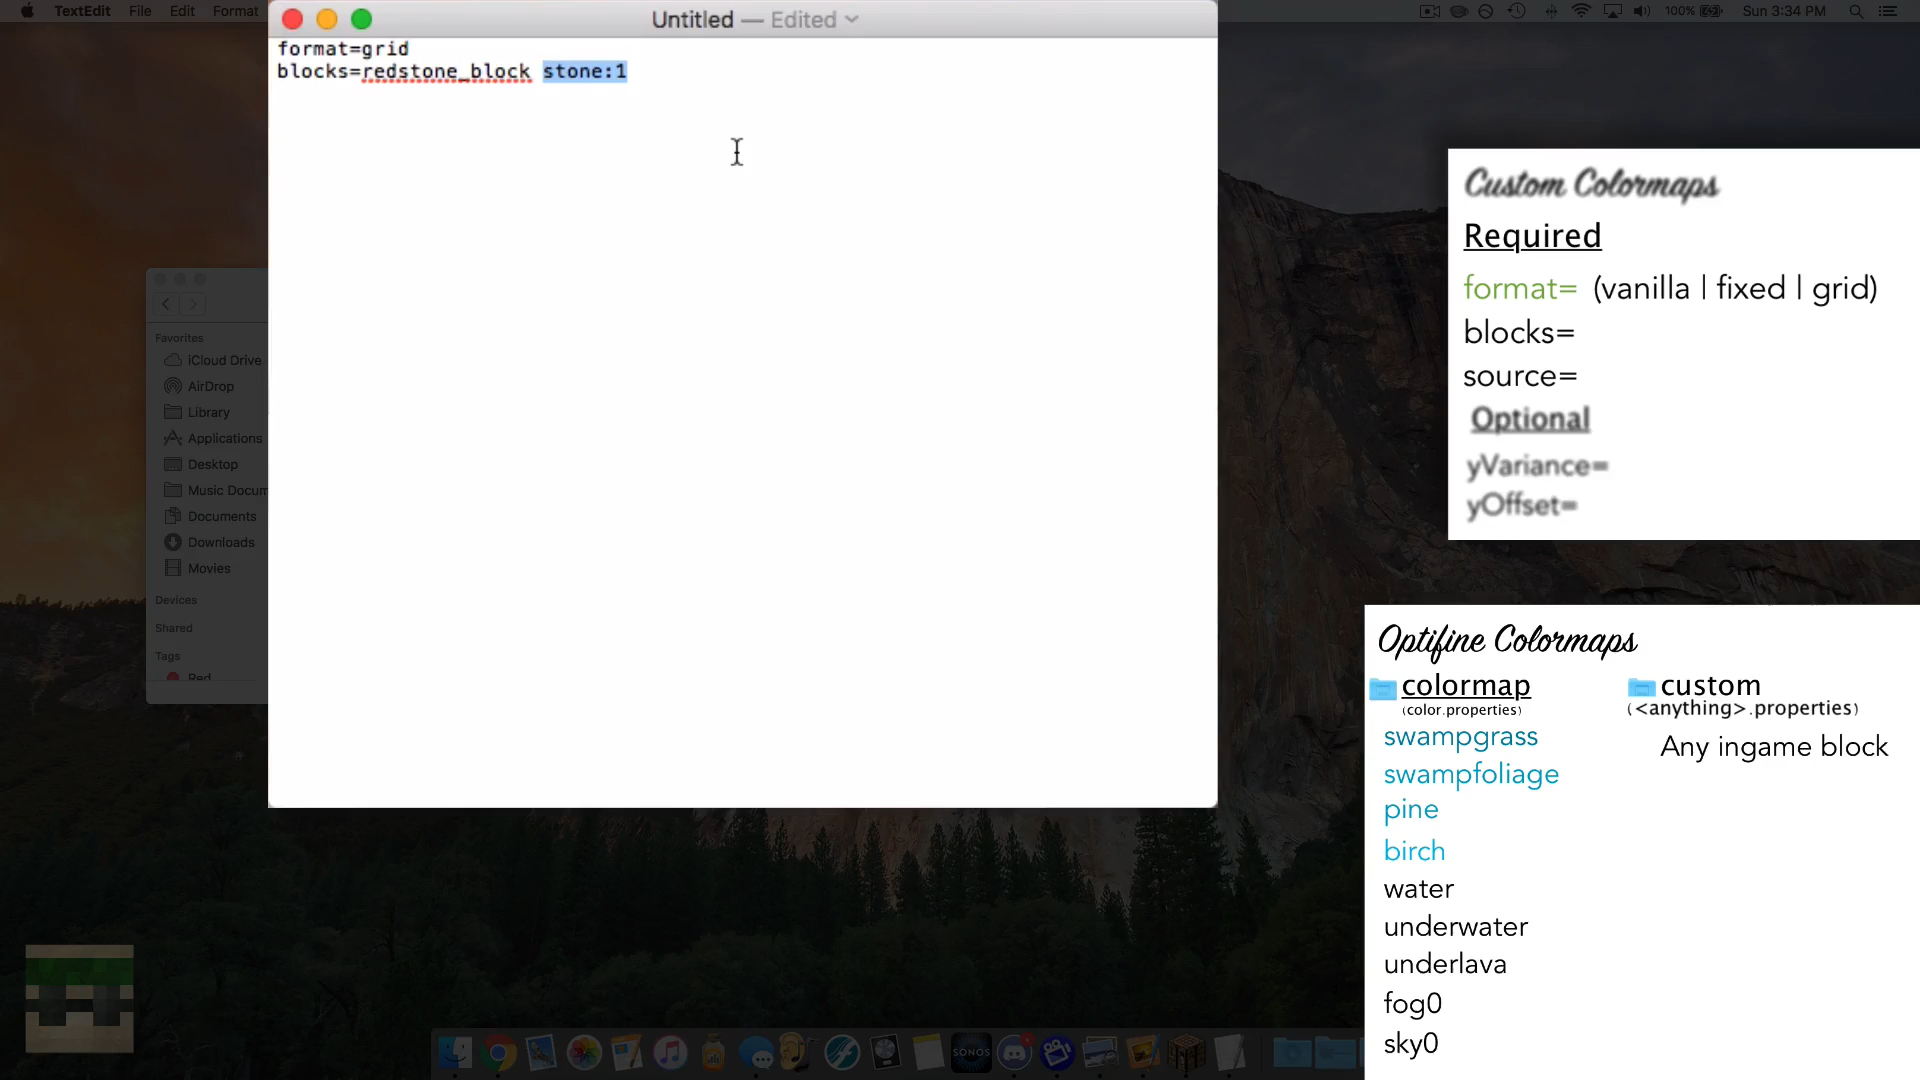 TextEdit File Edit Format
100% Sun 3:34 PM
Untitled — Edited
format=grid
blocks=redstone_block stone:1
Favorites
iCloud Drive
AirDrop
Library
Applications
Desktop
Music Docum
Documents
Downloads
Movies
Devices
Shared
Tags
Red
Custom Colormaps
Required
format= (vanilla | fixed | grid)
blocks=
source=
Optional
yVariance=
yOffset=
Optifine Colormaps
colormap
(color.properties)
swampgrass
swampfoliage
pine
birch
water
underwater
underlava
fog0
sky0
custom
(<anything>.properties)
Any ingame block
SONOS